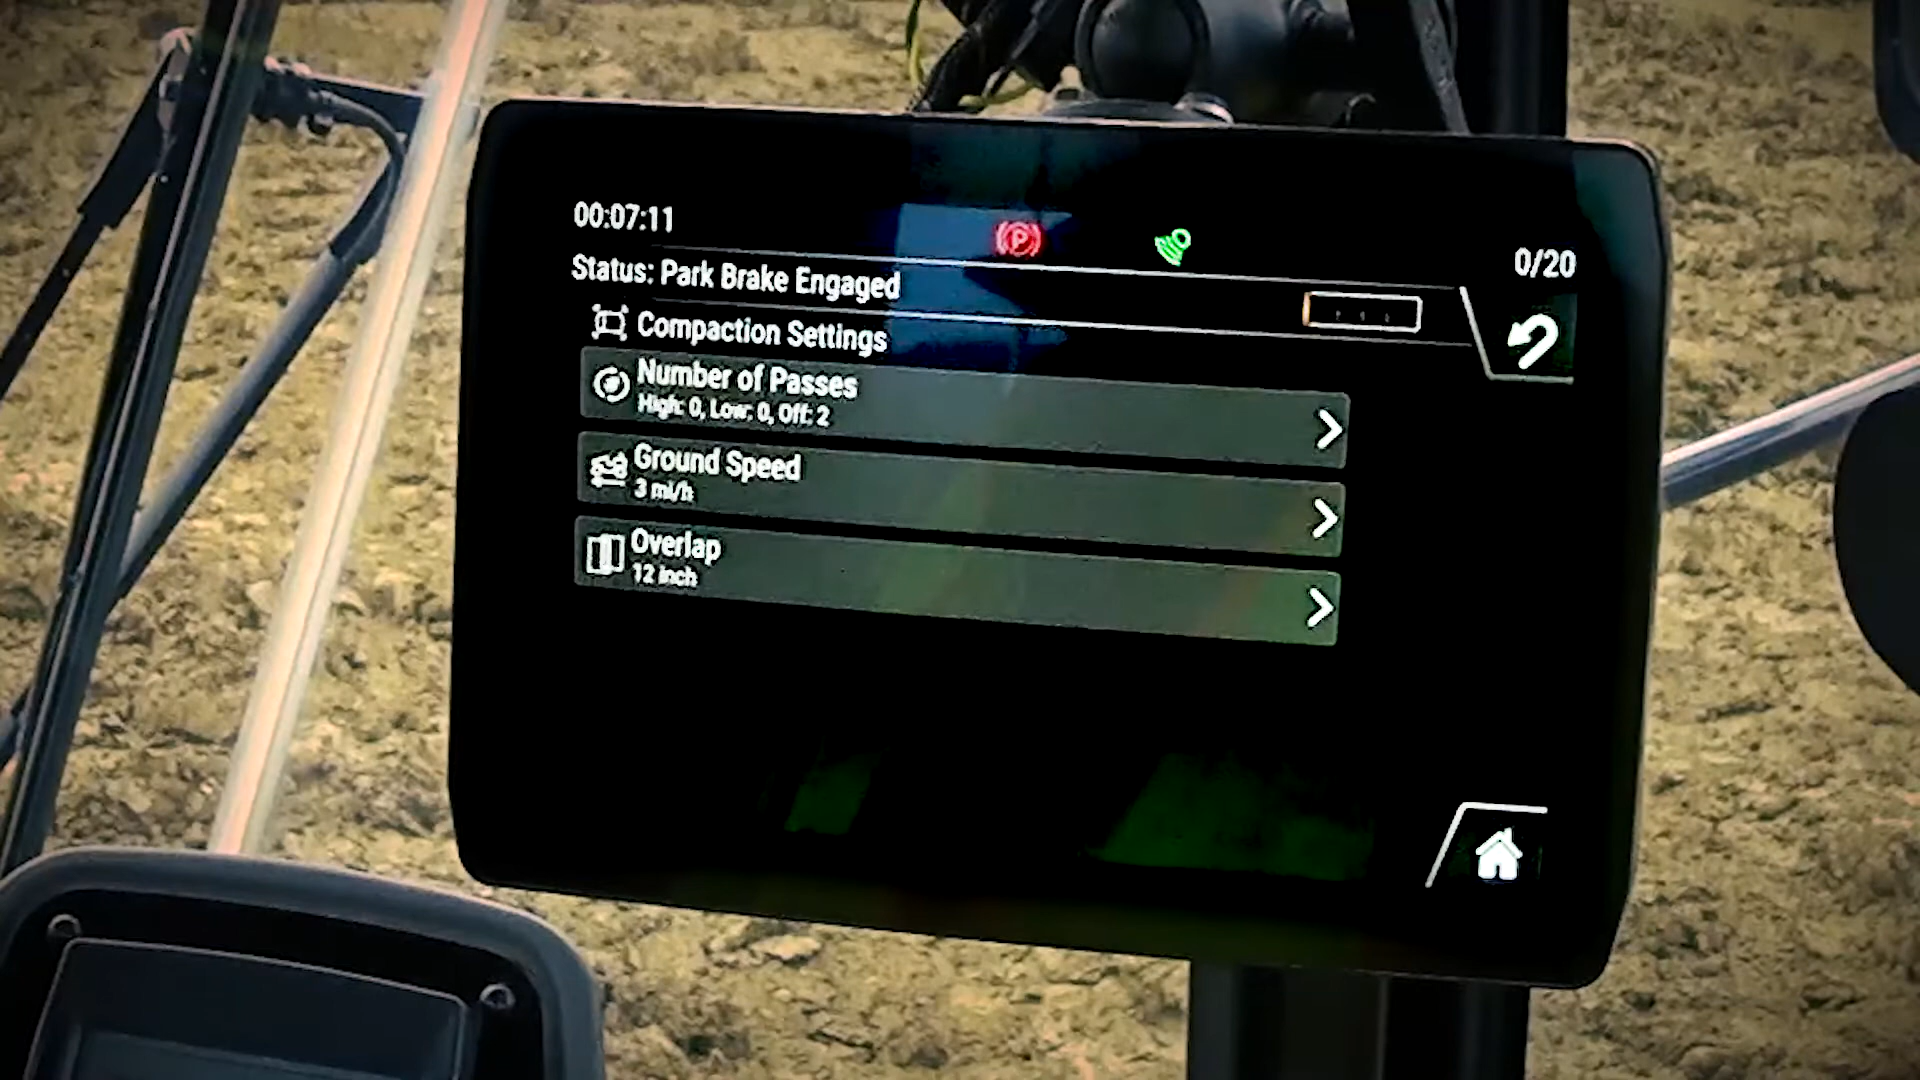 00:07:11
0/20
Status: Park Brake Engaged
Compaction Settings
Number of Passes
High: 0, Low: 0, Off: 2
Ground Speed
3 mi/h
Overlap
12 inch